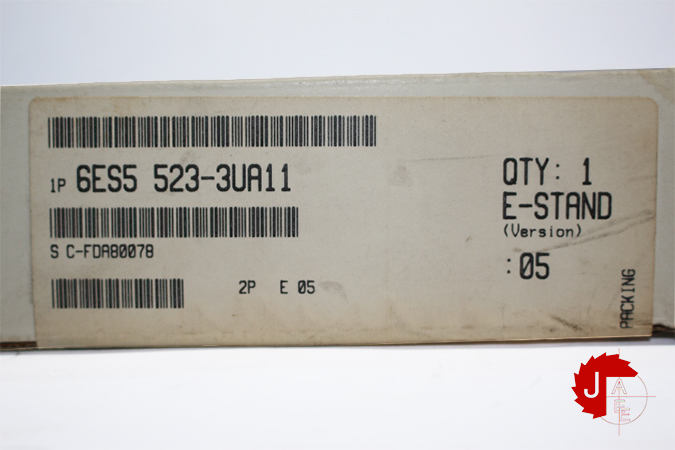 1P 6ES5 523-3UA11
QTY: 1
E-STAND
(Version)
:05
S C-FDA80078
2P E 05
PACKING
J